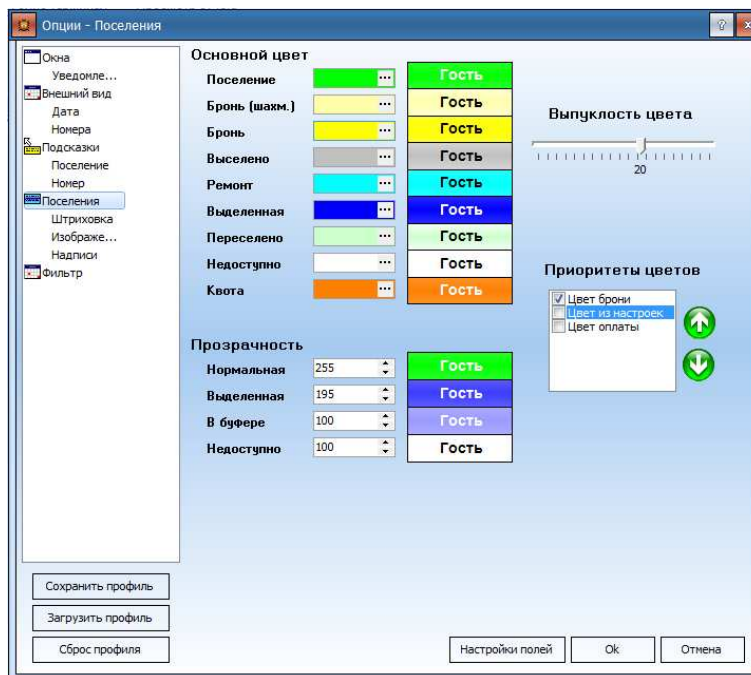 Опции - Поселения
Окна
Уведомле...
Внешний вид
Дата
Номера
Подсказки
Поселение
Номер
Поселения
Штриховка
Изображе...
Надписи
Фильтр
Сохранить профиль
Загрузить профиль
Сброс профиля
Основной цвет
Поселение ... Гость
Бронь (шахм.) ... Гость
Бронь ... Гость
Выселено ... Гость
Ремонт ... Гость
Выделенная ... Гость
Переселено ... Гость
Недоступно ... Гость
Квота ... Гость
Прозрачность
Нормальная 255 Гость
Выделенная 195 Гость
В буфере 100 Гость
Недоступно 100 Гость
Выпуклость цвета
20
Приоритеты цветов
Цвет брони
Цвет из настроек
Цвет оплаты
Настройки полей
Ok
Отмена